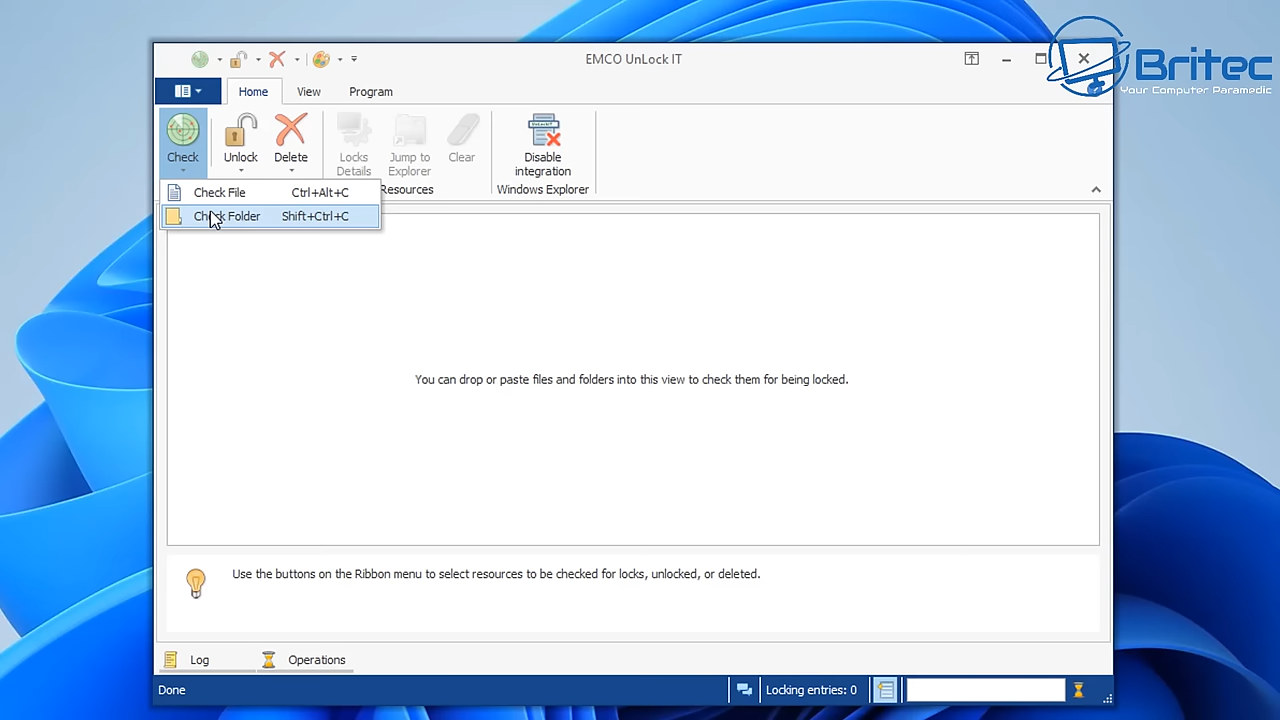 EMCO UnLock IT
Britec
Your Computer Paramedic
Home
View
Program
Check
Unlock
Delete
Locks Details
Jump to Explorer
Clear
Disable integration
Resources
Windows Explorer
Check File Ctrl+Alt+C
Check Folder Shift+Ctrl+C
You can drop or paste files and folders into this view to check them for being locked.
Use the buttons on the Ribbon menu to select resources to be checked for locks, unlocked, or deleted.
Log
Operations
Done
Locking entries: 0